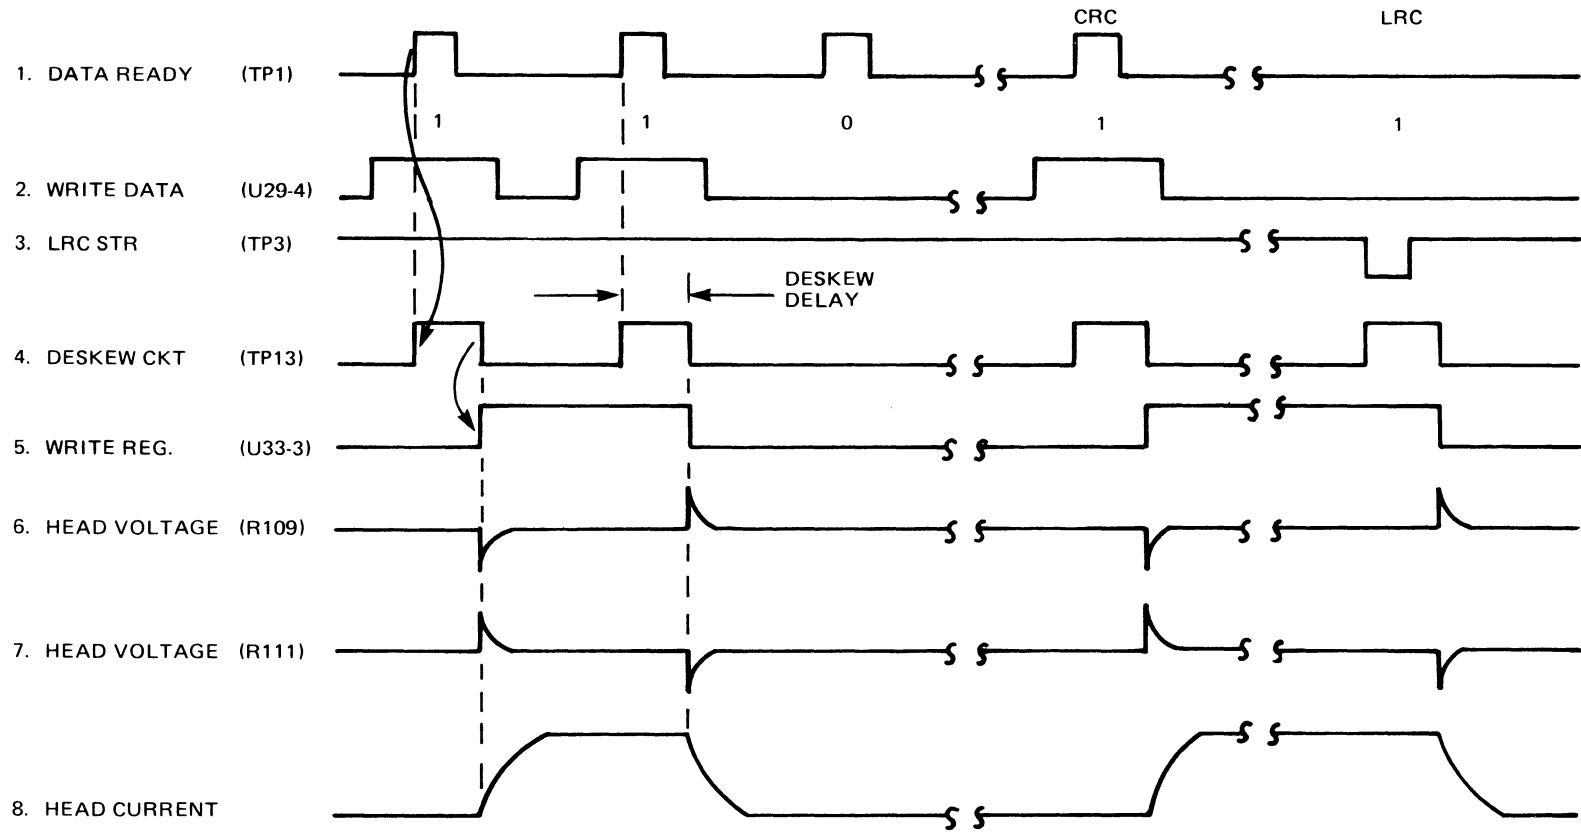 CRC LRC
1. DATA READY (TP1)
1 1 0 1 1
2. WRITE DATA (U29-4)
3. LRC STR (TP3)
DESKEW
DELAY
4. DESKEW CKT (TP13)
5. WRITE REG. (U33-3)
6. HEAD VOLTAGE (R109)
7. HEAD VOLTAGE (R111)
8. HEAD CURRENT